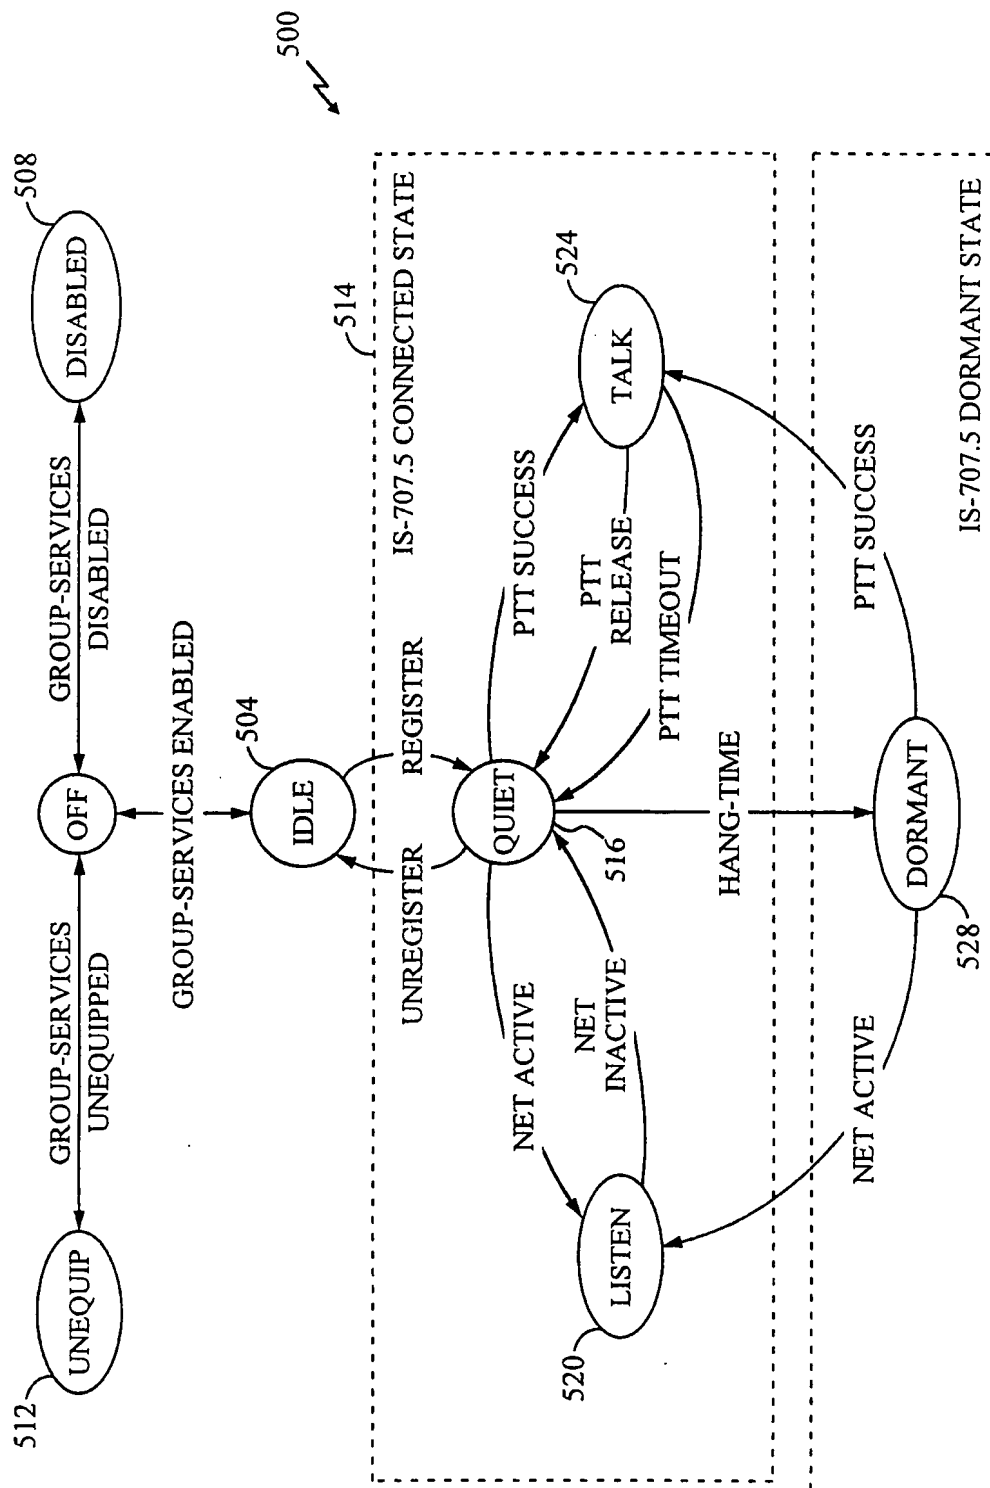 500
512
UNEQUIP
GROUP-SERVICES
UNEQUIPPED
OFF
GROUP-SERVICES
DISABLED
DISABLED
508
GROUP-SERVICES ENABLED
504
IDLE
514
UNREGISTER
REGISTER
IS-707.5 CONNECTED STATE
QUIET
516
NET ACTIVE
NET
INACTIVE
PTT SUCCESS
PTT
RELEASE
PTT TIMEOUT
LISTEN
520
TALK
524
HANG-TIME
NET ACTIVE
PTT SUCCESS
DORMANT
528
IS-707.5 DORMANT STATE